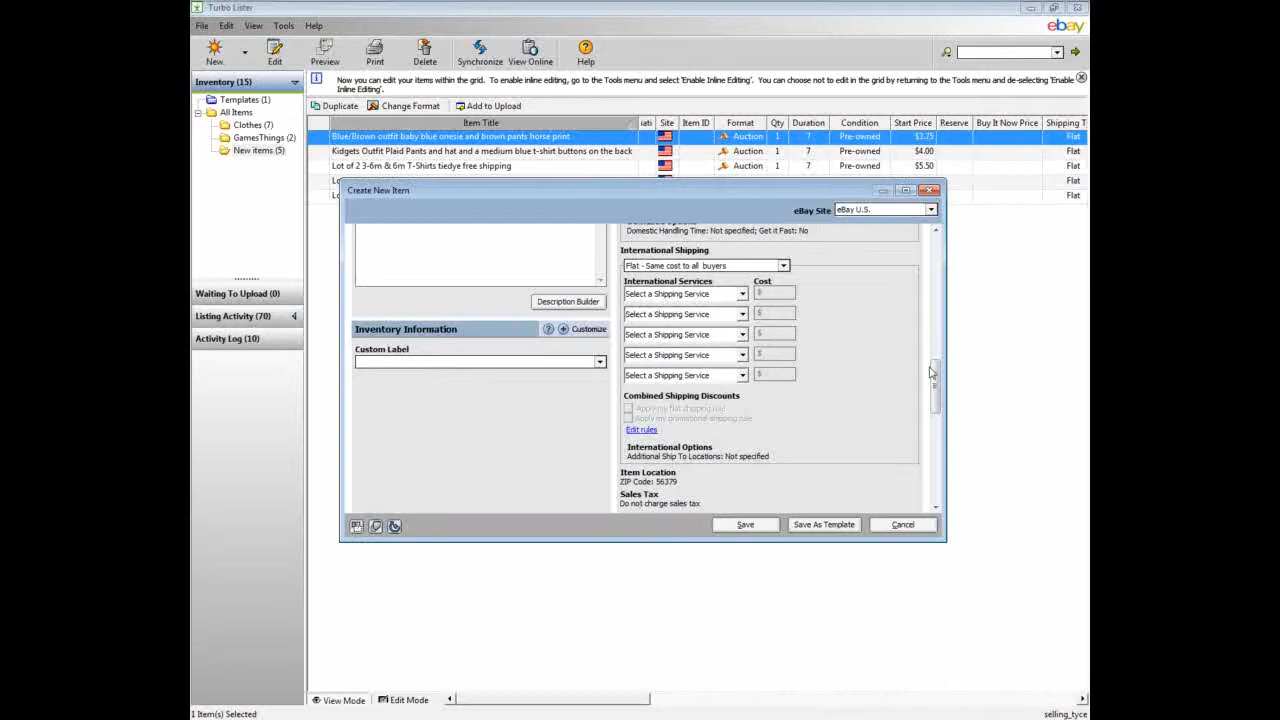 Turbo Lister
File Edit View Tools Help
ebay
New Edit Preview Print Delete Synchronize View Online Help
Inventory (15)
Templates (1)
All Items
Clothes (7)
GamesThings (2)
New items (5)
Waiting To Upload (0)
Listing Activity (70)
Activity Log (10)
Now you can edit your items within the grid. To enable inline editing, go to the Tools menu and select 'Enable Inline Editing'. You can choose not to edit in the grid by returning to the Tools menu and de-selecting 'Enable
Inline Editing'.
Duplicate Change Format Add to Upload
Item Title Site Item ID Format Qty Duration Condition Start Price Reserve Buy It Now Price Shipping T
Blue/Brown outfit baby blue onesie and brown pants horse print Auction 1 7 Pre-owned $3.75 Flat
Kidgets Outfit Plaid Pants and hat and a medium blue t-shirt buttons on the back Auction 1 7 Pre-owned $4.00 Flat
Lot of 2 3-6m & 6m T-Shirts tiedye free shipping Auction 1 7 Pre-owned $5.50 Flat
Lo Flat
Lo Flat
Create New Item
eBay Site eBay U.S.
Domestic Handling Time: Not specified; Get it Fast: No
International Shipping
Flat - Same cost to all buyers
International Services Cost
Select a Shipping Service $
Select a Shipping Service $
Select a Shipping Service $
Select a Shipping Service $
Select a Shipping Service $
Combined Shipping Discounts
Apply my flat shipping rule
Apply my promotional shipping rule
Edit rules
International Options
Additional Ship To Locations: Not specified
Item Location
ZIP Code: 56379
Sales Tax
Do not charge sales tax
Description Builder
Inventory Information ? Customize
Custom Label
Save Save As Template Cancel
View Mode Edit Mode
1 Item(s) Selected
selling_tyce